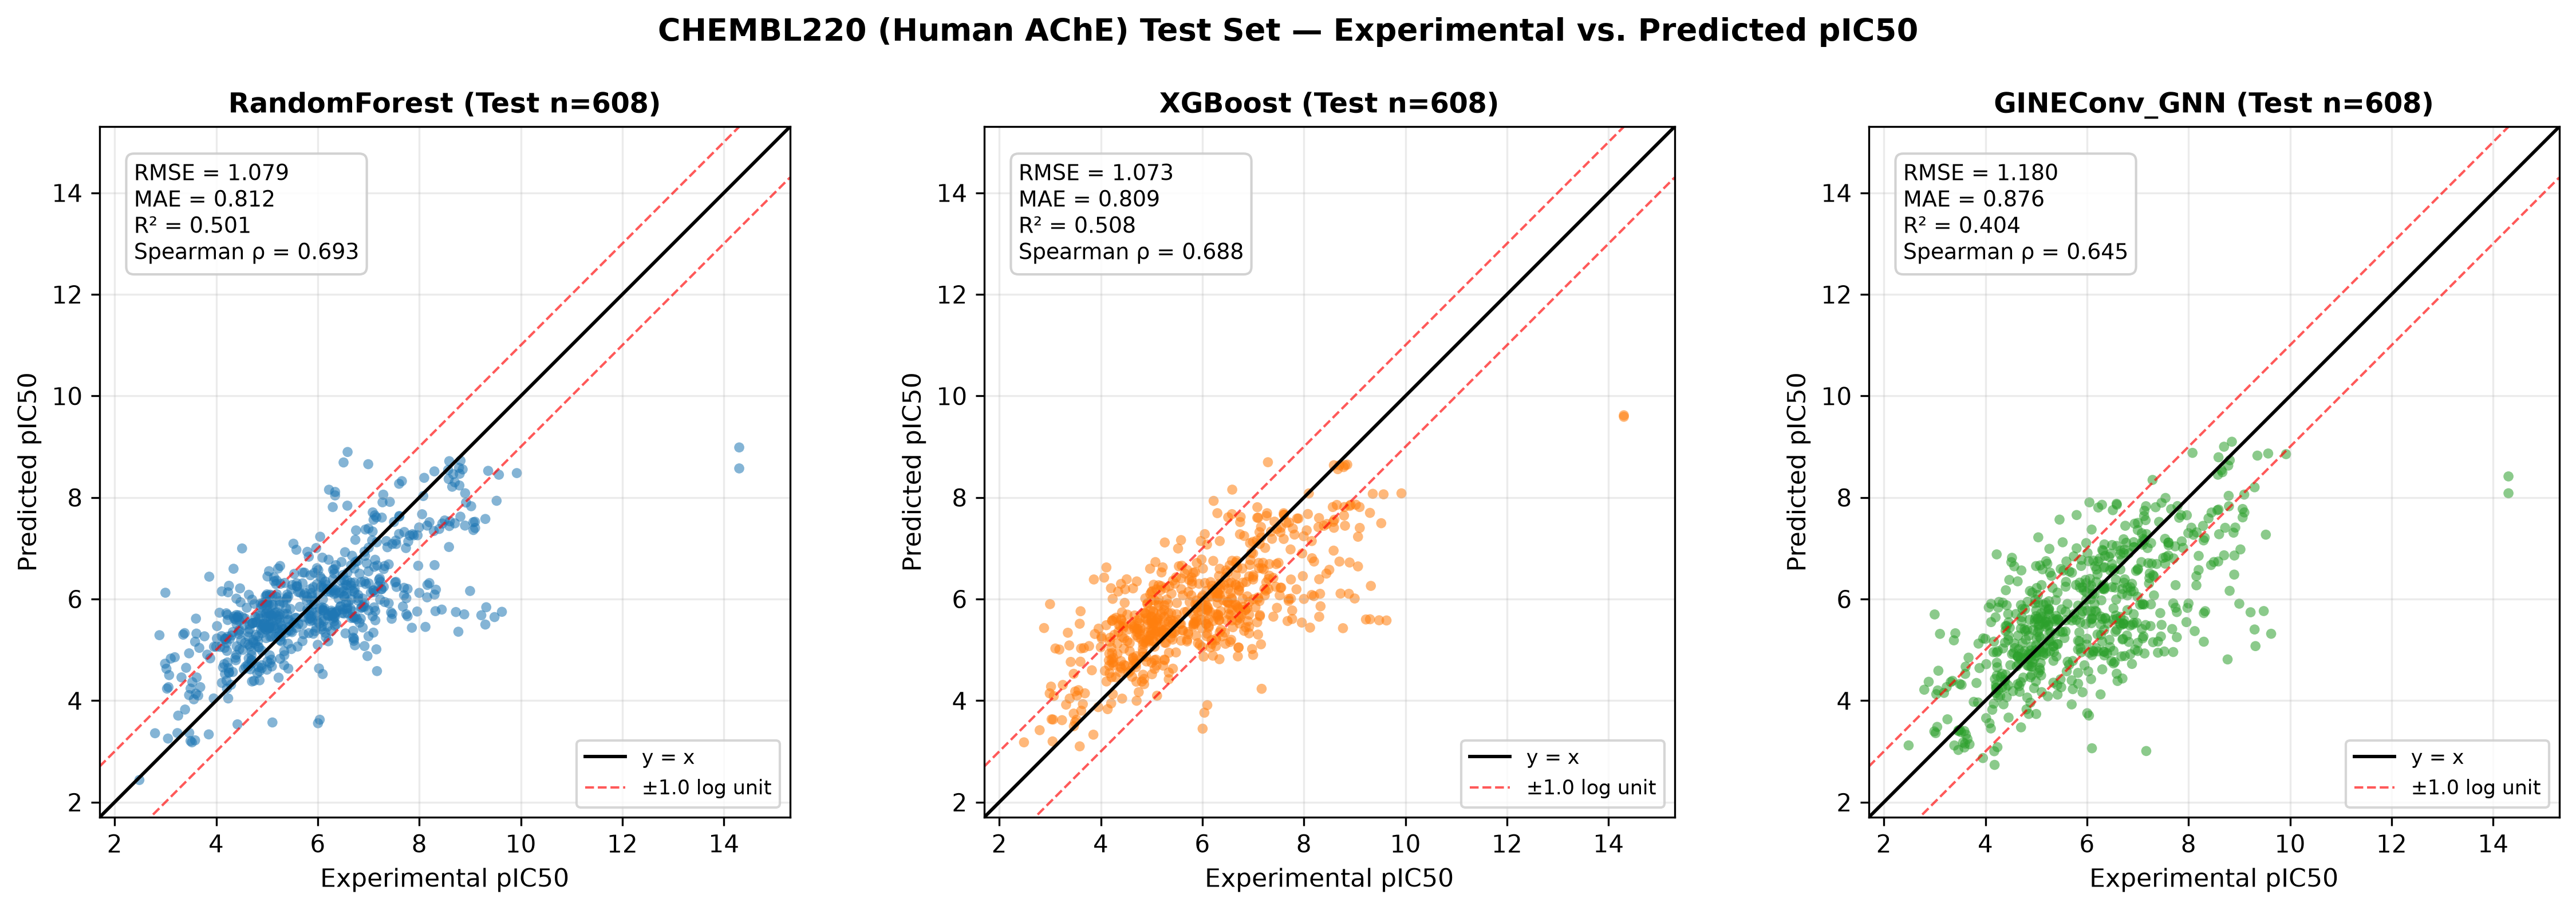 CHEMBL220 (Human AChE) Test Set — Experimental vs. Predicted pIC50
RandomForest (Test n=608)
RMSE = 1.079
MAE = 0.812
R² = 0.501
Spearman ρ = 0.693
14
12
10
8
6
4
2
Predicted pIC50
y = x
±1.0 log unit
2 4 6 8 10 12 14
Experimental pIC50
XGBoost (Test n=608)
RMSE = 1.073
MAE = 0.809
R² = 0.508
Spearman ρ = 0.688
14
12
10
8
6
4
2
Predicted pIC50
y = x
±1.0 log unit
2 4 6 8 10 12 14
Experimental pIC50
GINEConv_GNN (Test n=608)
RMSE = 1.180
MAE = 0.876
R² = 0.404
Spearman ρ = 0.645
14
12
10
8
6
4
2
Predicted pIC50
y = x
±1.0 log unit
2 4 6 8 10 12 14
Experimental pIC50